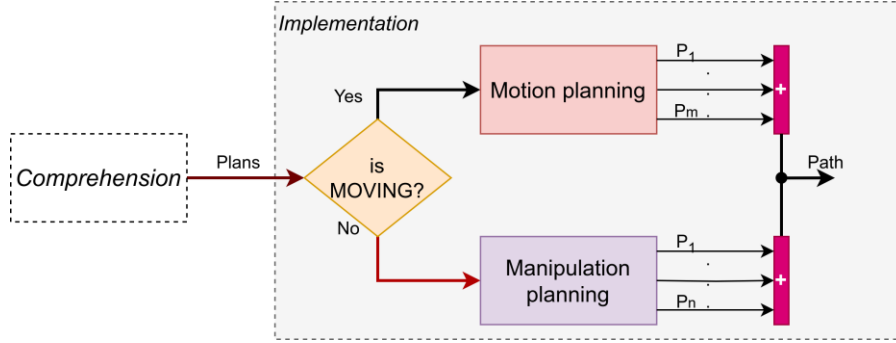 Implementation
Yes
Motion planning
P1
.
.
Pm
+
Comprehension
Plans
is
MOVING?
Path
No
Manipulation
planning
P1
.
.
Pn
+